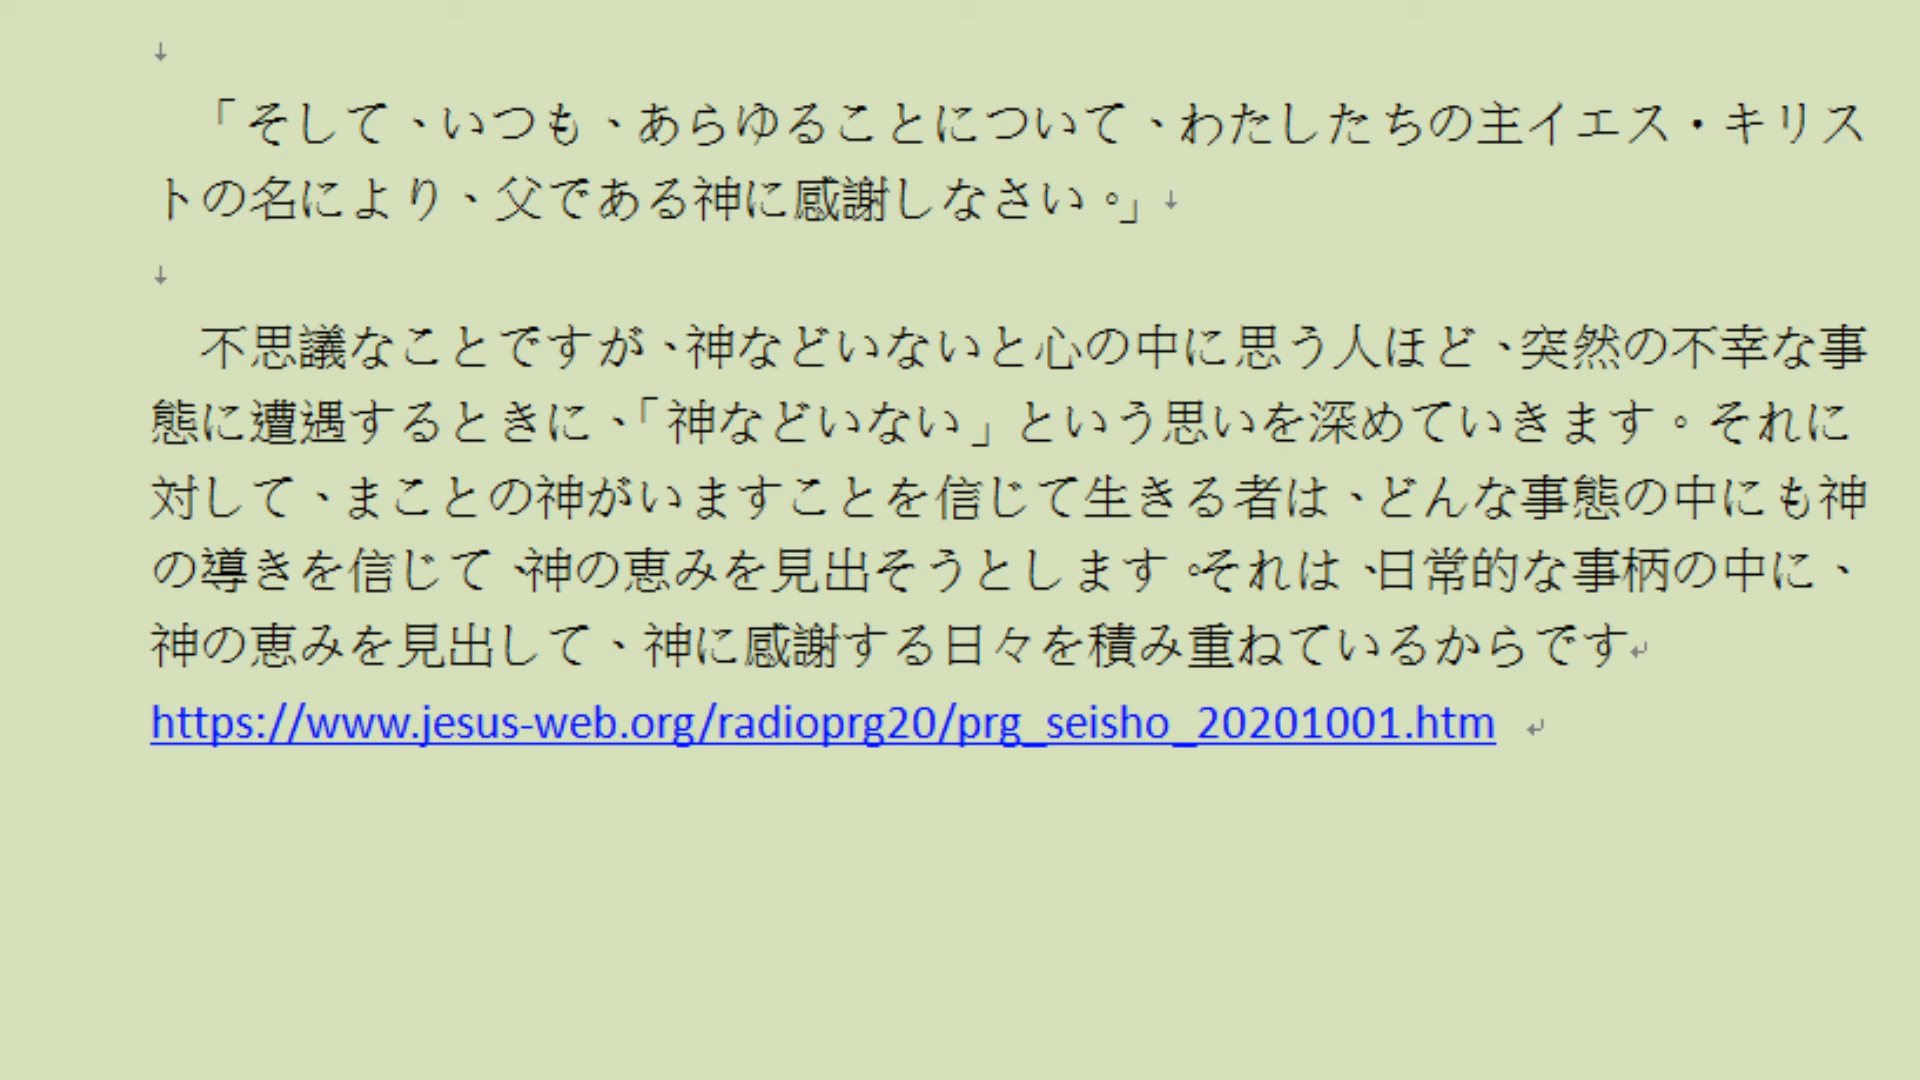 「そして、いつも、あらゆることについて、わたしたちの主イエス・キリス
トの名により、父である神に感謝しなさい。」
不思議なことですが、神などいないと心の中に思う人ほど、突然の不幸な事
態に遭遇するときに、「神などいない」という思いを深めていきます。それに
対して、まことの神がいますことを信じて生きる者は、どんな事態の中にも神
の導きを信じて、神の恵みを見出そうとします。それは、日常的な事柄の中に、
神の恵みを見出して、神に感謝する日々を積み重ねているからです
https://www.jesus-web.org/radioprg20/prg_seisho_20201001.htm